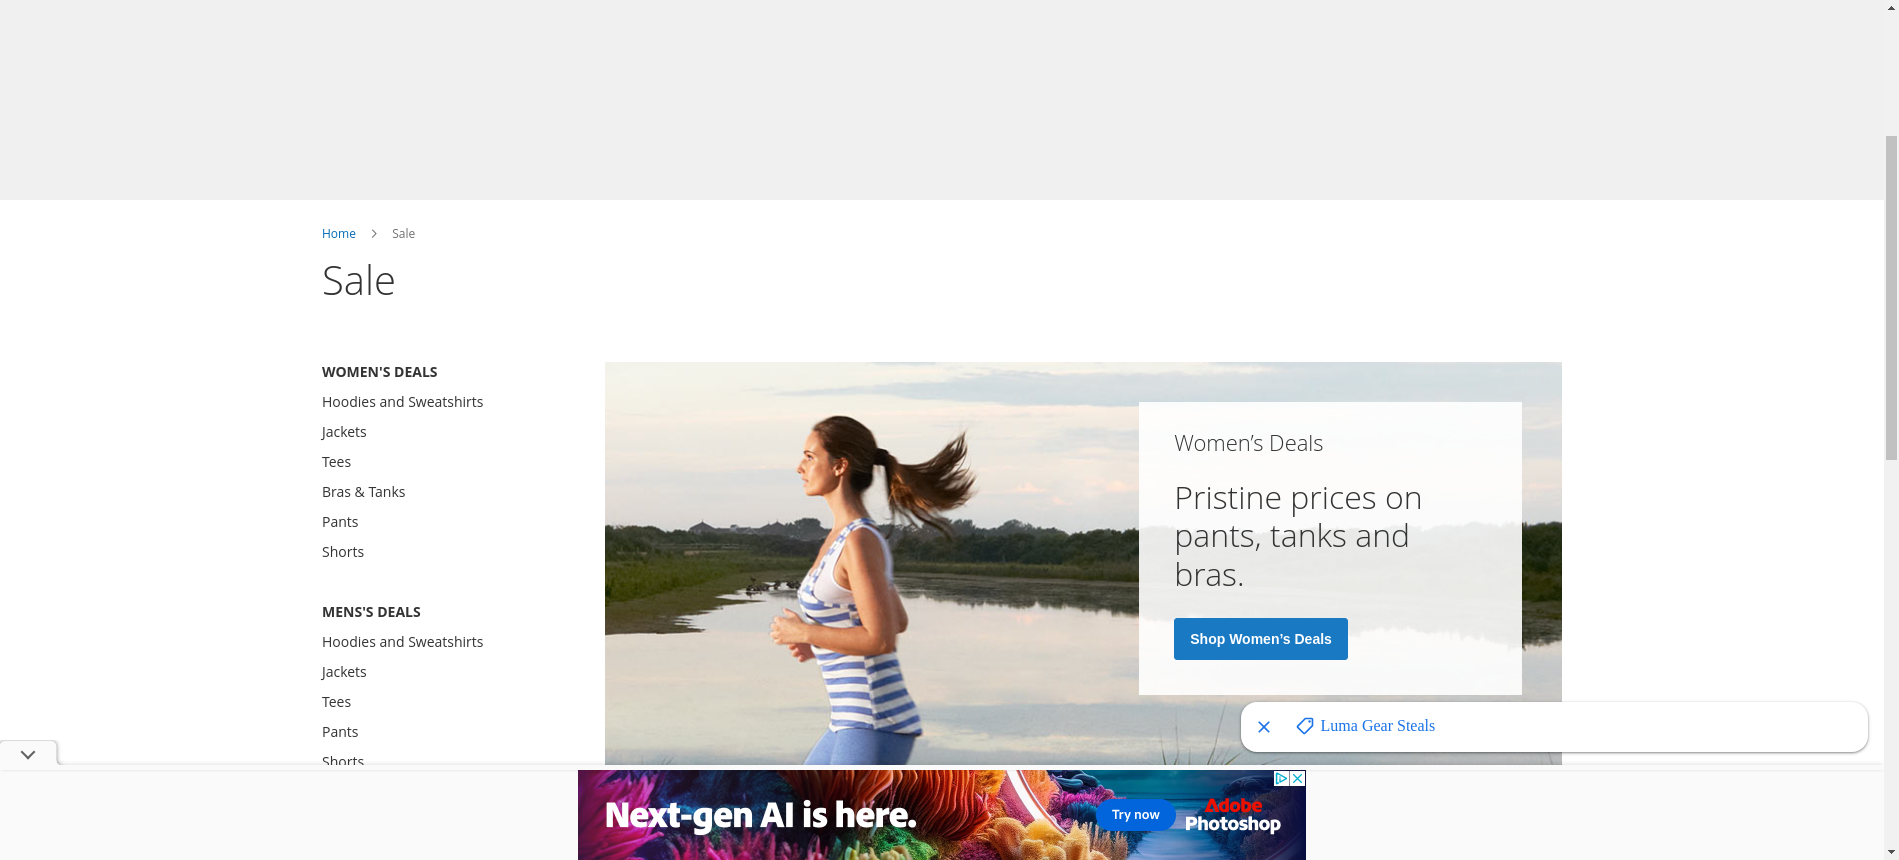 Home
Sale
Sale
WOMEN'S DEALS
Hoodies and Sweatshirts
Jackets
Tees
Bras & Tanks
Pants
Shorts
MENS'S DEALS
Hoodies and Sweatshirts
Jackets
Tees
Pants
Shorts
Women’s Deals
Pristine prices on
pants, tanks and
bras.
Shop Women’s Deals
Luma Gear Steals
Next-gen AI is here.
Try now
Adobe
Photoshop